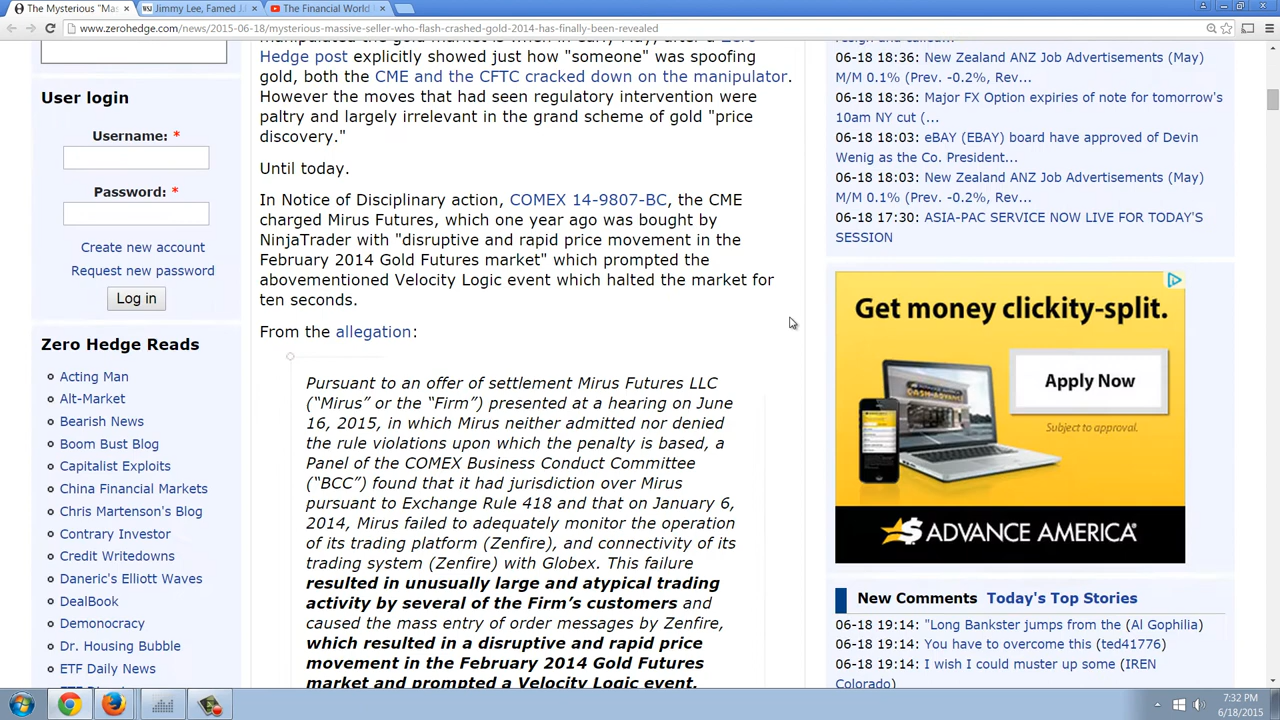 The Mysterious "Mas
Jimmy Lee, Famed J.
The Financial World
www.zerohedge.com/news/2015-06-18/mysterious-massive-seller-who-flash-crashed-gold-2014-has-finally-been-revealed
User login
Username: *
Password: *
Create new account
Request new password
Log in
Zero Hedge Reads
Acting Man
Alt-Market
Bearish News
Boom Bust Blog
Capitalist Exploits
China Financial Markets
Chris Martenson's Blog
Contrary Investor
Credit Writedowns
Daneric's Elliott Waves
DealBook
Demonocracy
Dr. Housing Bubble
ETF Daily News
manipulated the gold market is when in early May, after a Zero
Hedge post explicitly showed just how "someone" was spoofing
gold, both the CME and the CFTC cracked down on the manipulator.
However the moves that had seen regulatory intervention were
paltry and largely irrelevant in the grand scheme of gold "price
discovery."
Until today.
In Notice of Disciplinary action, COMEX 14-9807-BC, the CME
charged Mirus Futures, which one year ago was bought by
NinjaTrader with "disruptive and rapid price movement in the
February 2014 Gold Futures market" which prompted the
abovementioned Velocity Logic event which halted the market for
ten seconds.
From the allegation:
Pursuant to an offer of settlement Mirus Futures LLC
(“Mirus” or the “Firm”) presented at a hearing on June
16, 2015, in which Mirus neither admitted nor denied
the rule violations upon which the penalty is based, a
Panel of the COMEX Business Conduct Committee
(“BCC”) found that it had jurisdiction over Mirus
pursuant to Exchange Rule 418 and that on January 6,
2014, Mirus failed to adequately monitor the operation
of its trading platform (Zenfire), and connectivity of its
trading system (Zenfire) with Globex. This failure
resulted in unusually large and atypical trading
activity by several of the Firm’s customers and
caused the mass entry of order messages by Zenfire,
which resulted in a disruptive and rapid price
movement in the February 2014 Gold Futures
market and prompted a Velocity Logic event.
06-18 18:36: New Zealand ANZ Job Advertisements (May)
M/M 0.1% (Prev. -0.2%, Rev...
06-18 18:36: Major FX Option expiries of note for tomorrow's
10am NY cut (...
06-18 18:03: eBAY (EBAY) board have approved of Devin
Wenig as the Co. President...
06-18 18:03: New Zealand ANZ Job Advertisements (May)
M/M 0.1% (Prev. -0.2%, Rev...
06-18 17:30: ASIA-PAC SERVICE NOW LIVE FOR TODAY'S
SESSION
Get money clickity-split.
CASH ADVANCE
Apply Now
Subject to approval.
ADVANCE AMERICA
New Comments Today's Top Stories
06-18 19:14: "Long Bankster jumps from the (Al Gophilia)
06-18 19:14: You have to overcome this (ted41776)
06-18 19:14: I wish I could muster up some (IREN
Colorado)
7:32 PM
6/18/2015